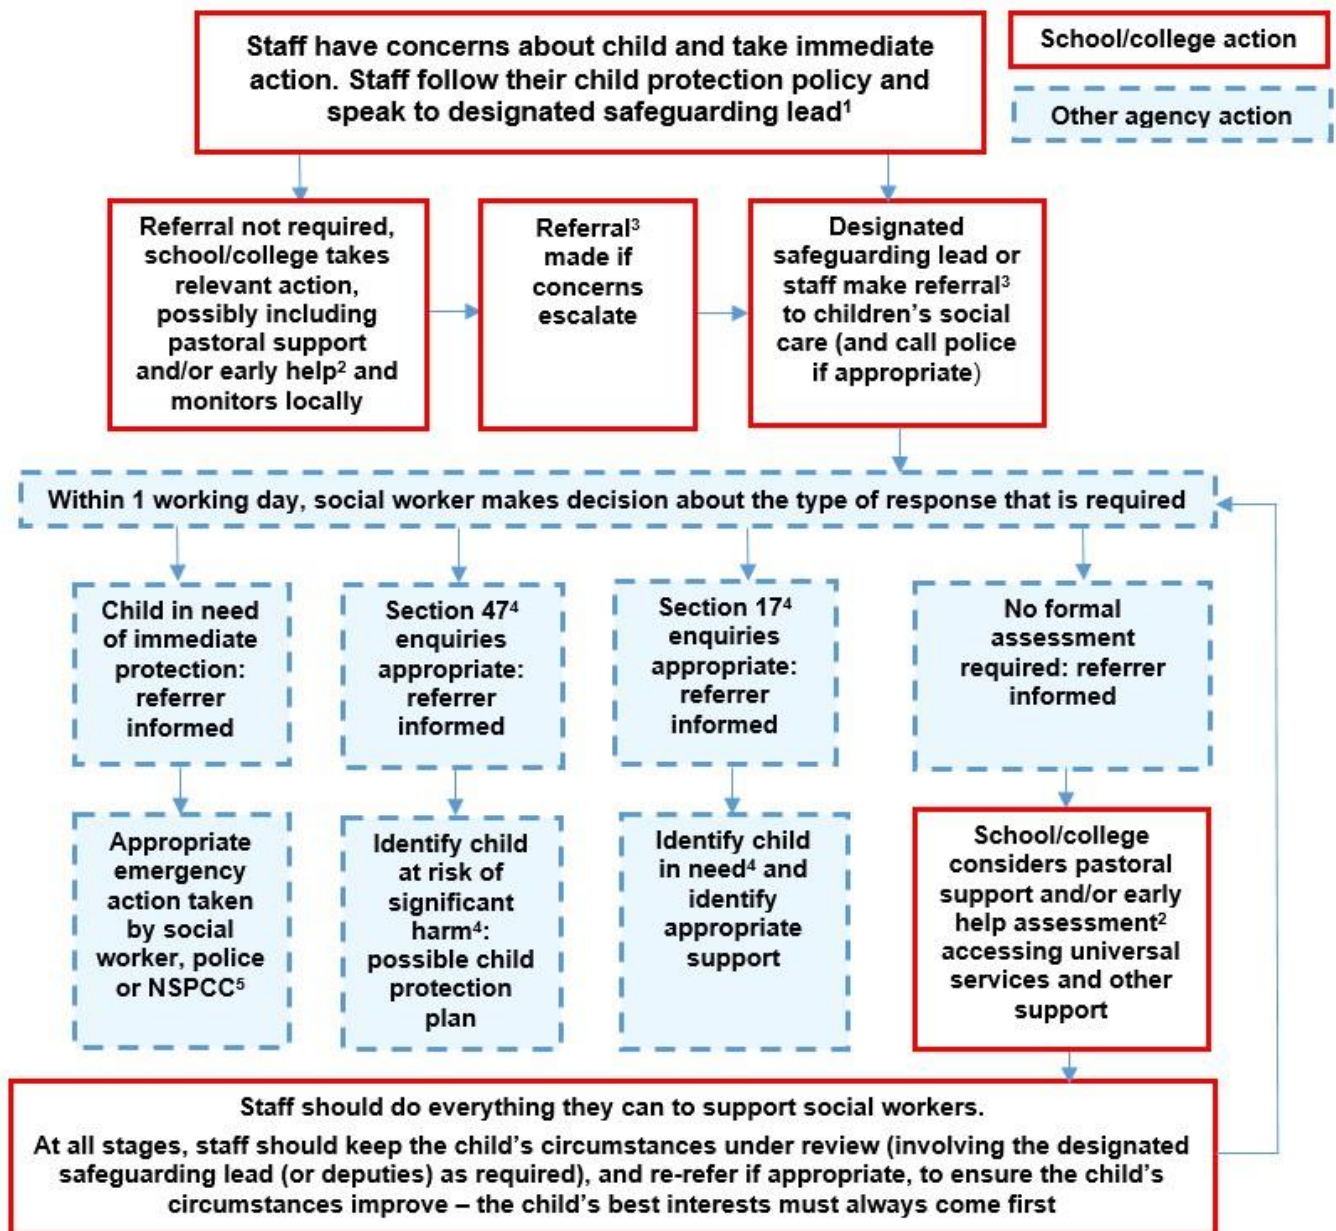 Staff have concerns about child and take immediate
action. Staff follow their child protection policy and
speak to designated safeguarding lead¹
School/college action
Other agency action
Referral not required,
school/college takes
relevant action,
possibly including
pastoral support
and/or early help² and
monitors locally
Referral³
made if
concerns
escalate
Designated
safeguarding lead or
staff make referral³
to children’s social
care (and call police
if appropriate)
Within 1 working day, social worker makes decision about the type of response that is required
Child in need
of immediate
protection:
referrer
informed
Section 47⁴
enquiries
appropriate:
referrer
informed
Section 17⁴
enquiries
appropriate:
referrer
informed
No formal
assessment
required: referrer
informed
Appropriate
emergency
action taken
by social
worker, police
or NSPCC⁵
Identify child
at risk of
significant
harm⁴:
possible child
protection
plan
Identify child
in need⁴ and
identify
appropriate
support
School/college
considers pastoral
support and/or early
help assessment²
accessing universal
services and other
support
Staff should do everything they can to support social workers.
At all stages, staff should keep the child’s circumstances under review (involving the designated
safeguarding lead (or deputies) as required), and re-refer if appropriate, to ensure the child’s
circumstances improve – the child’s best interests must always come first